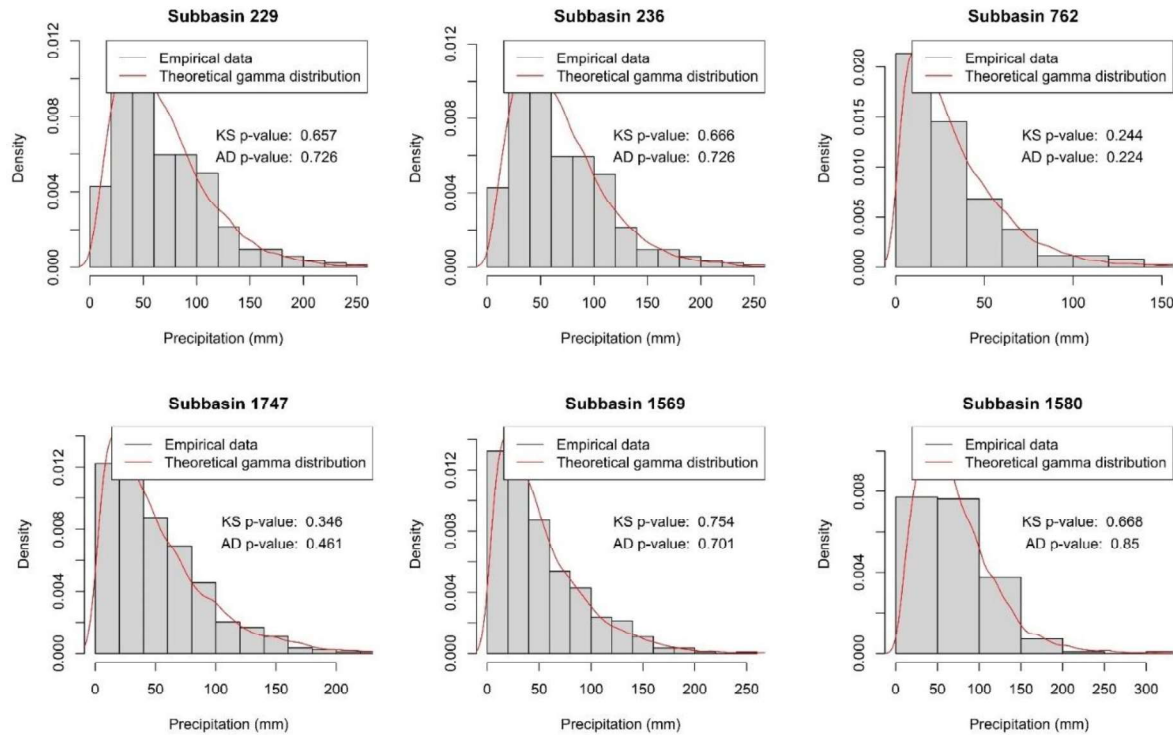 Subbasin 229
Empirical data
Theoretical gamma distribution
KS p-value: 0.657
AD p-value: 0.726
Density
0.000 0.004 0.008 0.012
0 50 100 150 200 250
Precipitation (mm)
Subbasin 236
Empirical data
Theoretical gamma distribution
KS p-value: 0.666
AD p-value: 0.726
Density
0.000 0.004 0.008 0.012
0 50 100 150 200 250
Precipitation (mm)
Subbasin 762
Empirical data
Theoretical gamma distribution
KS p-value: 0.244
AD p-value: 0.224
Density
0.000 0.005 0.010 0.015 0.020
0 50 100 150
Precipitation (mm)
Subbasin 1747
Empirical data
Theoretical gamma distribution
KS p-value: 0.346
AD p-value: 0.461
Density
0.000 0.004 0.008 0.012
0 50 100 150 200
Precipitation (mm)
Subbasin 1569
Empirical data
Theoretical gamma distribution
KS p-value: 0.754
AD p-value: 0.701
Density
0.000 0.004 0.008 0.012
0 50 100 150 200 250
Precipitation (mm)
Subbasin 1580
Empirical data
Theoretical gamma distribution
KS p-value: 0.668
AD p-value: 0.85
Density
0.000 0.004 0.008
0 50 100 150 200 250 300
Precipitation (mm)